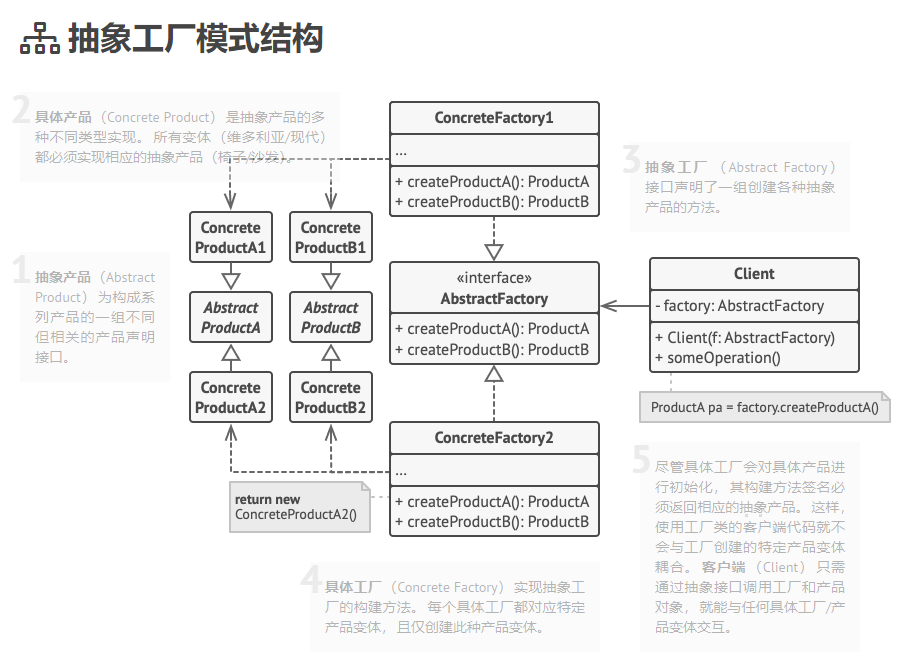 抽象工厂模式结构
2
具体产品（Concrete Product） 是抽象产品的多
种不同类型实现。 所有变体（维多利亚/现代）
都必须实现相应的抽象产品（椅子/沙发）。
ConcreteFactory1
...
+ createProductA(): ProductA
+ createProductB(): ProductB
3
抽象工厂 （Abstract Factory）
接口声明了一组创建各种抽象
产品的方法。
Concrete
ProductA1
Concrete
ProductB1
1
抽象产品（Abstract
Product） 为构成系
列产品的一组不同
但相关的产品声明
接口。
Abstract
ProductA
Abstract
ProductB
«interface»
AbstractFactory
+ createProductA(): ProductA
+ createProductB(): ProductB
Client
- factory: AbstractFactory
+ Client(f: AbstractFactory)
+ someOperation()
Concrete
ProductA2
Concrete
ProductB2
ProductA pa = factory.createProductA()
ConcreteFactory2
...
+ createProductA(): ProductA
+ createProductB(): ProductB
return new
ConcreteProductA2()
5
尽管具体工厂会对具体产品进
行初始化， 其构建方法签名必
须返回相应的抽象产品。 这样，
使用工厂类的客户端代码就不
会与工厂创建的特定产品变体
耦合。 客户端 （Client） 只需
通过抽象接口调用工厂和产品
对象， 就能与任何具体工厂/产
品变体交互。
4
具体工厂 （Concrete Factory） 实现抽象工
厂的构建方法。 每个具体工厂都对应特定
产品变体， 且仅创建此种产品变体。